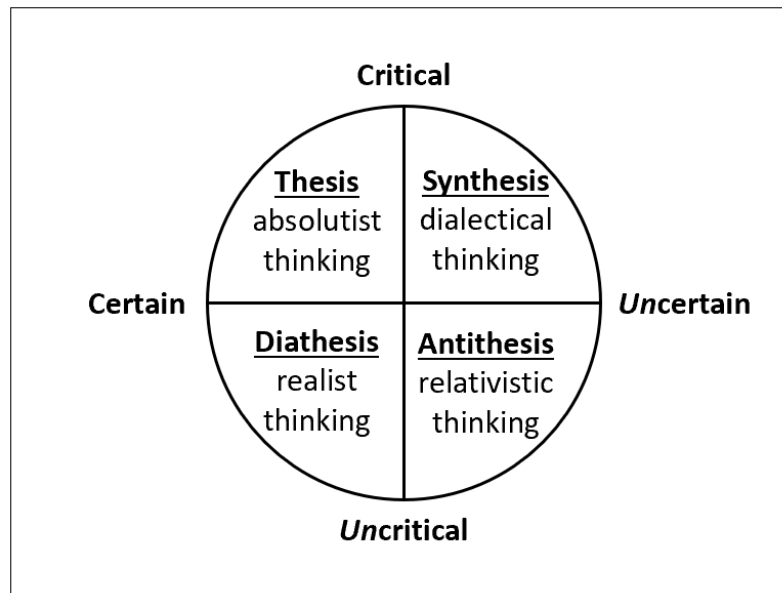 Critical
Thesis
absolutist
thinking
Synthesis
dialectical
thinking
Certain
Uncertain
Diathesis
realist
thinking
Antithesis
relativistic
thinking
Uncritical